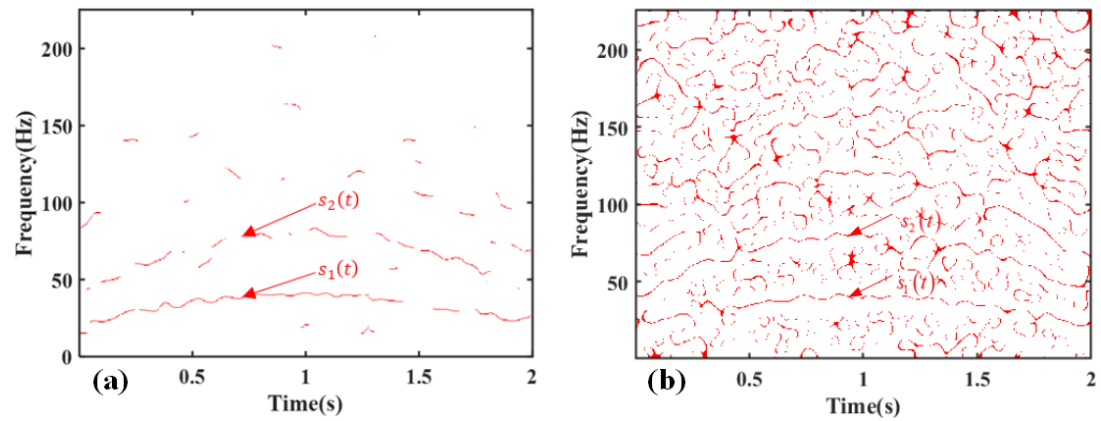 200
150
100
50
0
Frequency(Hz)
s₂(t)
s₁(t)
0.5
1
1.5
2
Time(s)
(a)
200
150
100
50
0
Frequency(Hz)
s₂(t)
s₁(t)
0.5
1
1.5
2
Time(s)
(b)